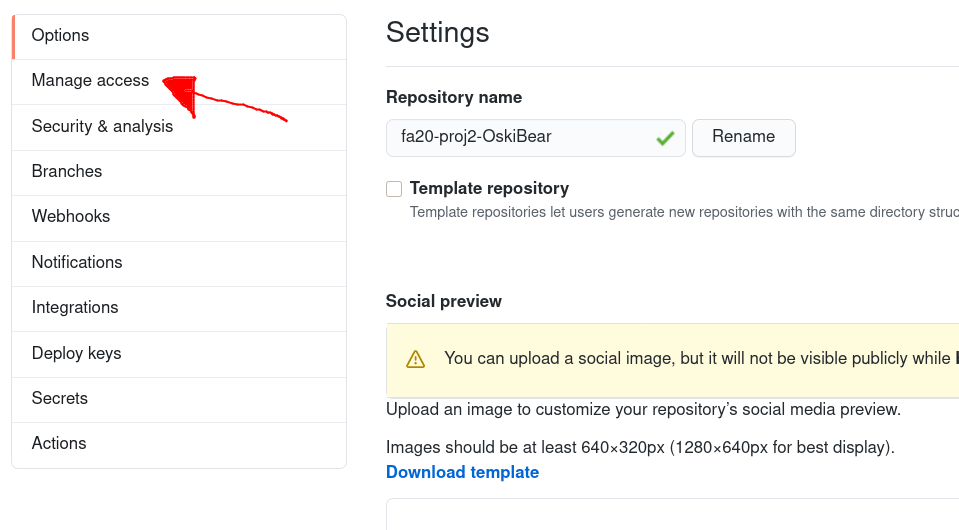 Options
Manage access
Security & analysis
Branches
Webhooks
Notifications
Integrations
Deploy keys
Secrets
Actions
Settings
Repository name
fa20-proj2-OskiBear
Rename
Template repository
Template repositories let users generate new repositories with the same directory
Social preview
You can upload a social image, but it will not be visible publicly while
Upload an image to customize your repository's social media preview.
Images should be at least 640×320px (1280×640px for best display).
Download template